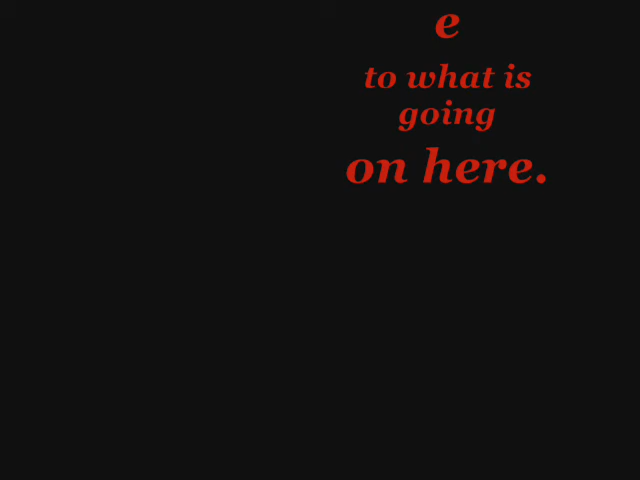 e
to what is
going
on here.